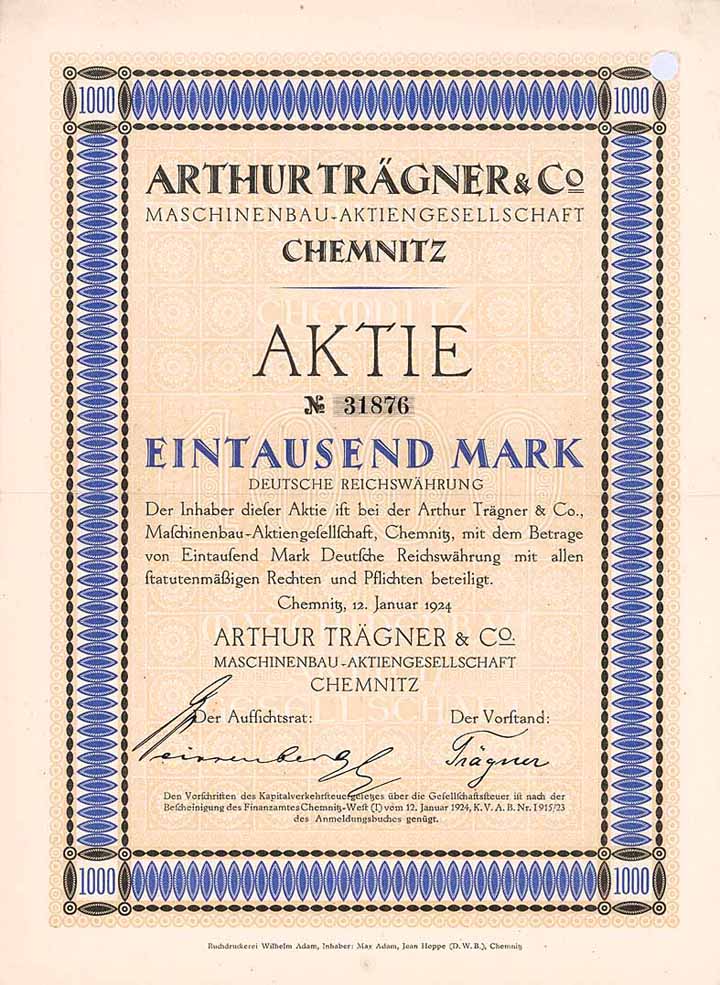 1000 1000
ARTHUR TRÄGNER & Co
MASCHINENBAU-AKTIENGESELLSCHAFT
CHEMNITZ
CHEMNITZ
AKTIE
№ 31876
1000
EINTAUSEND MARK
DEUTSCHE REICHSWÄHRUNG
Der Inhaber dieſer Aktie iſt bei der Arthur Trägner & Co.,
Maſchinenbau-Aktiengeſellſchaft, Chemnitz, mit dem Betrage
von Eintauſend Mark Deutſche Reichswährung mit allen
ſtatutenmäßigen Rechten und Pflichten beteiligt.
Chemnitz, 12. Januar 1924
ARTHUR TRÄGNER & Co.
MASCHINENBAU-AKTIENGESELLSCHAFT
CHEMNITZ
Der Aufſichtsrat: Der Vorstand:
Trägner
Den Vorſchriften des Kapitalverkehrſteuergeſetzes über die Geſellſchaftsſteuer iſt nach der
Beſcheinigung des Finanzamtes Chemnitz-Weſt (I) vom 12. Januar 1924, K. V. A. B. Nr. I 915/23
des Anmeldungsbuches genügt.
1000 1000
Buchdruckerei Wilhelm Adam, Inhaber: Max Adam, Jean Hoppe (D. W. B.), Chemnitz